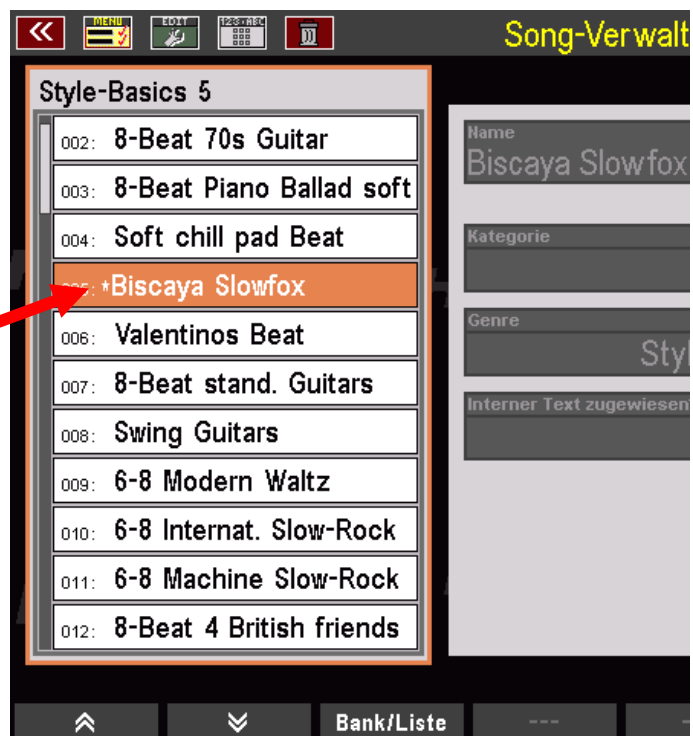 MENU EDIT 123·ABC
Song-Verwalt
Style-Basics 5
002: 8-Beat 70s Guitar
003: 8-Beat Piano Ballad soft
004: Soft chill pad Beat
005: *Biscaya Slowfox
006: Valentinos Beat
007: 8-Beat stand. Guitars
008: Swing Guitars
009: 6-8 Modern Waltz
010: 6-8 Internat. Slow-Rock
011: 6-8 Machine Slow-Rock
012: 8-Beat 4 British friends
Name
Biscaya Slowfox
Kategorie
Genre
Styl
Interner Text zugewiesen
Bank/Liste ---